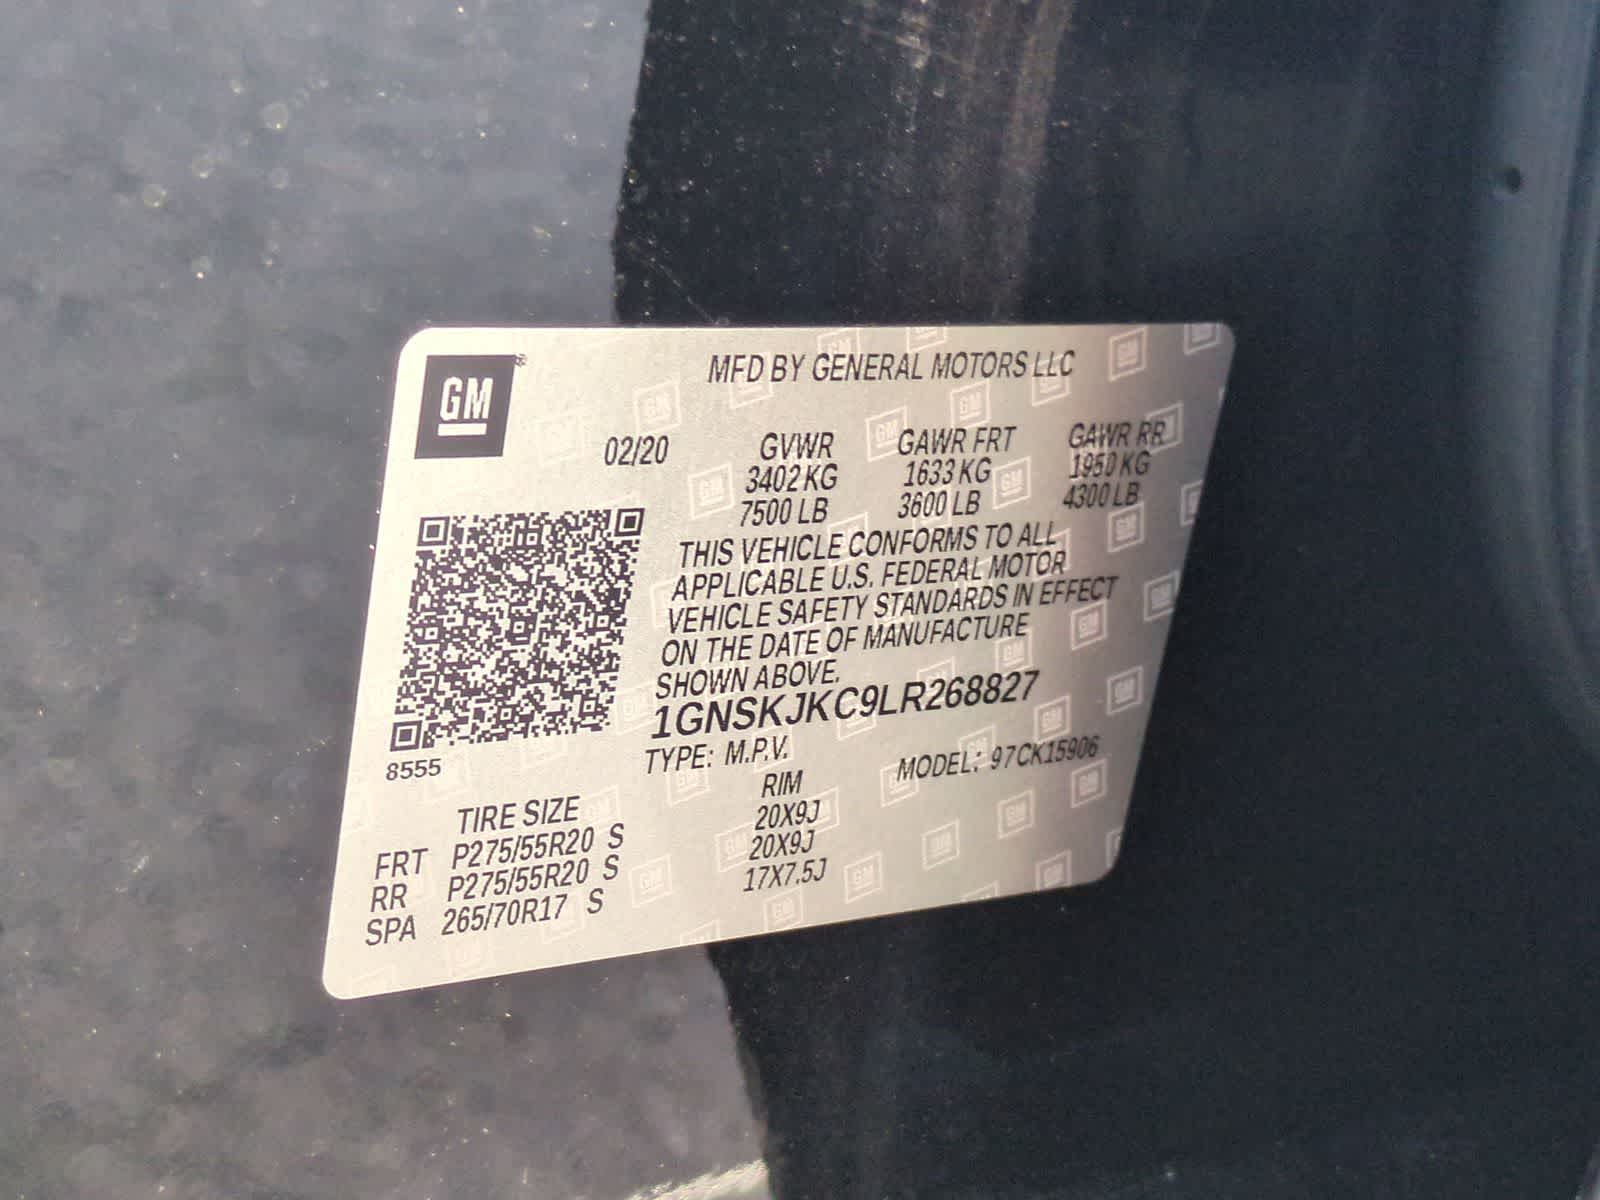 GM®
MFD BY GENERAL MOTORS LLC
02/20 GVWR GAWR FRT GAWR RR
3402 KG 1633 KG 1950 KG
7500 LB 3600 LB 4300 LB
THIS VEHICLE CONFORMS TO ALL
APPLICABLE U.S. FEDERAL MOTOR
VEHICLE SAFETY STANDARDS IN EFFECT
ON THE DATE OF MANUFACTURE
SHOWN ABOVE.
1GNSKJKC9LR268827
8555
TYPE: M.P.V. MODEL: 97CK15906
TIRE SIZE RIM
FRT P275/55R20 S 20X9J
RR P275/55R20 S 20X9J
SPA 265/70R17 S 17X7.5J